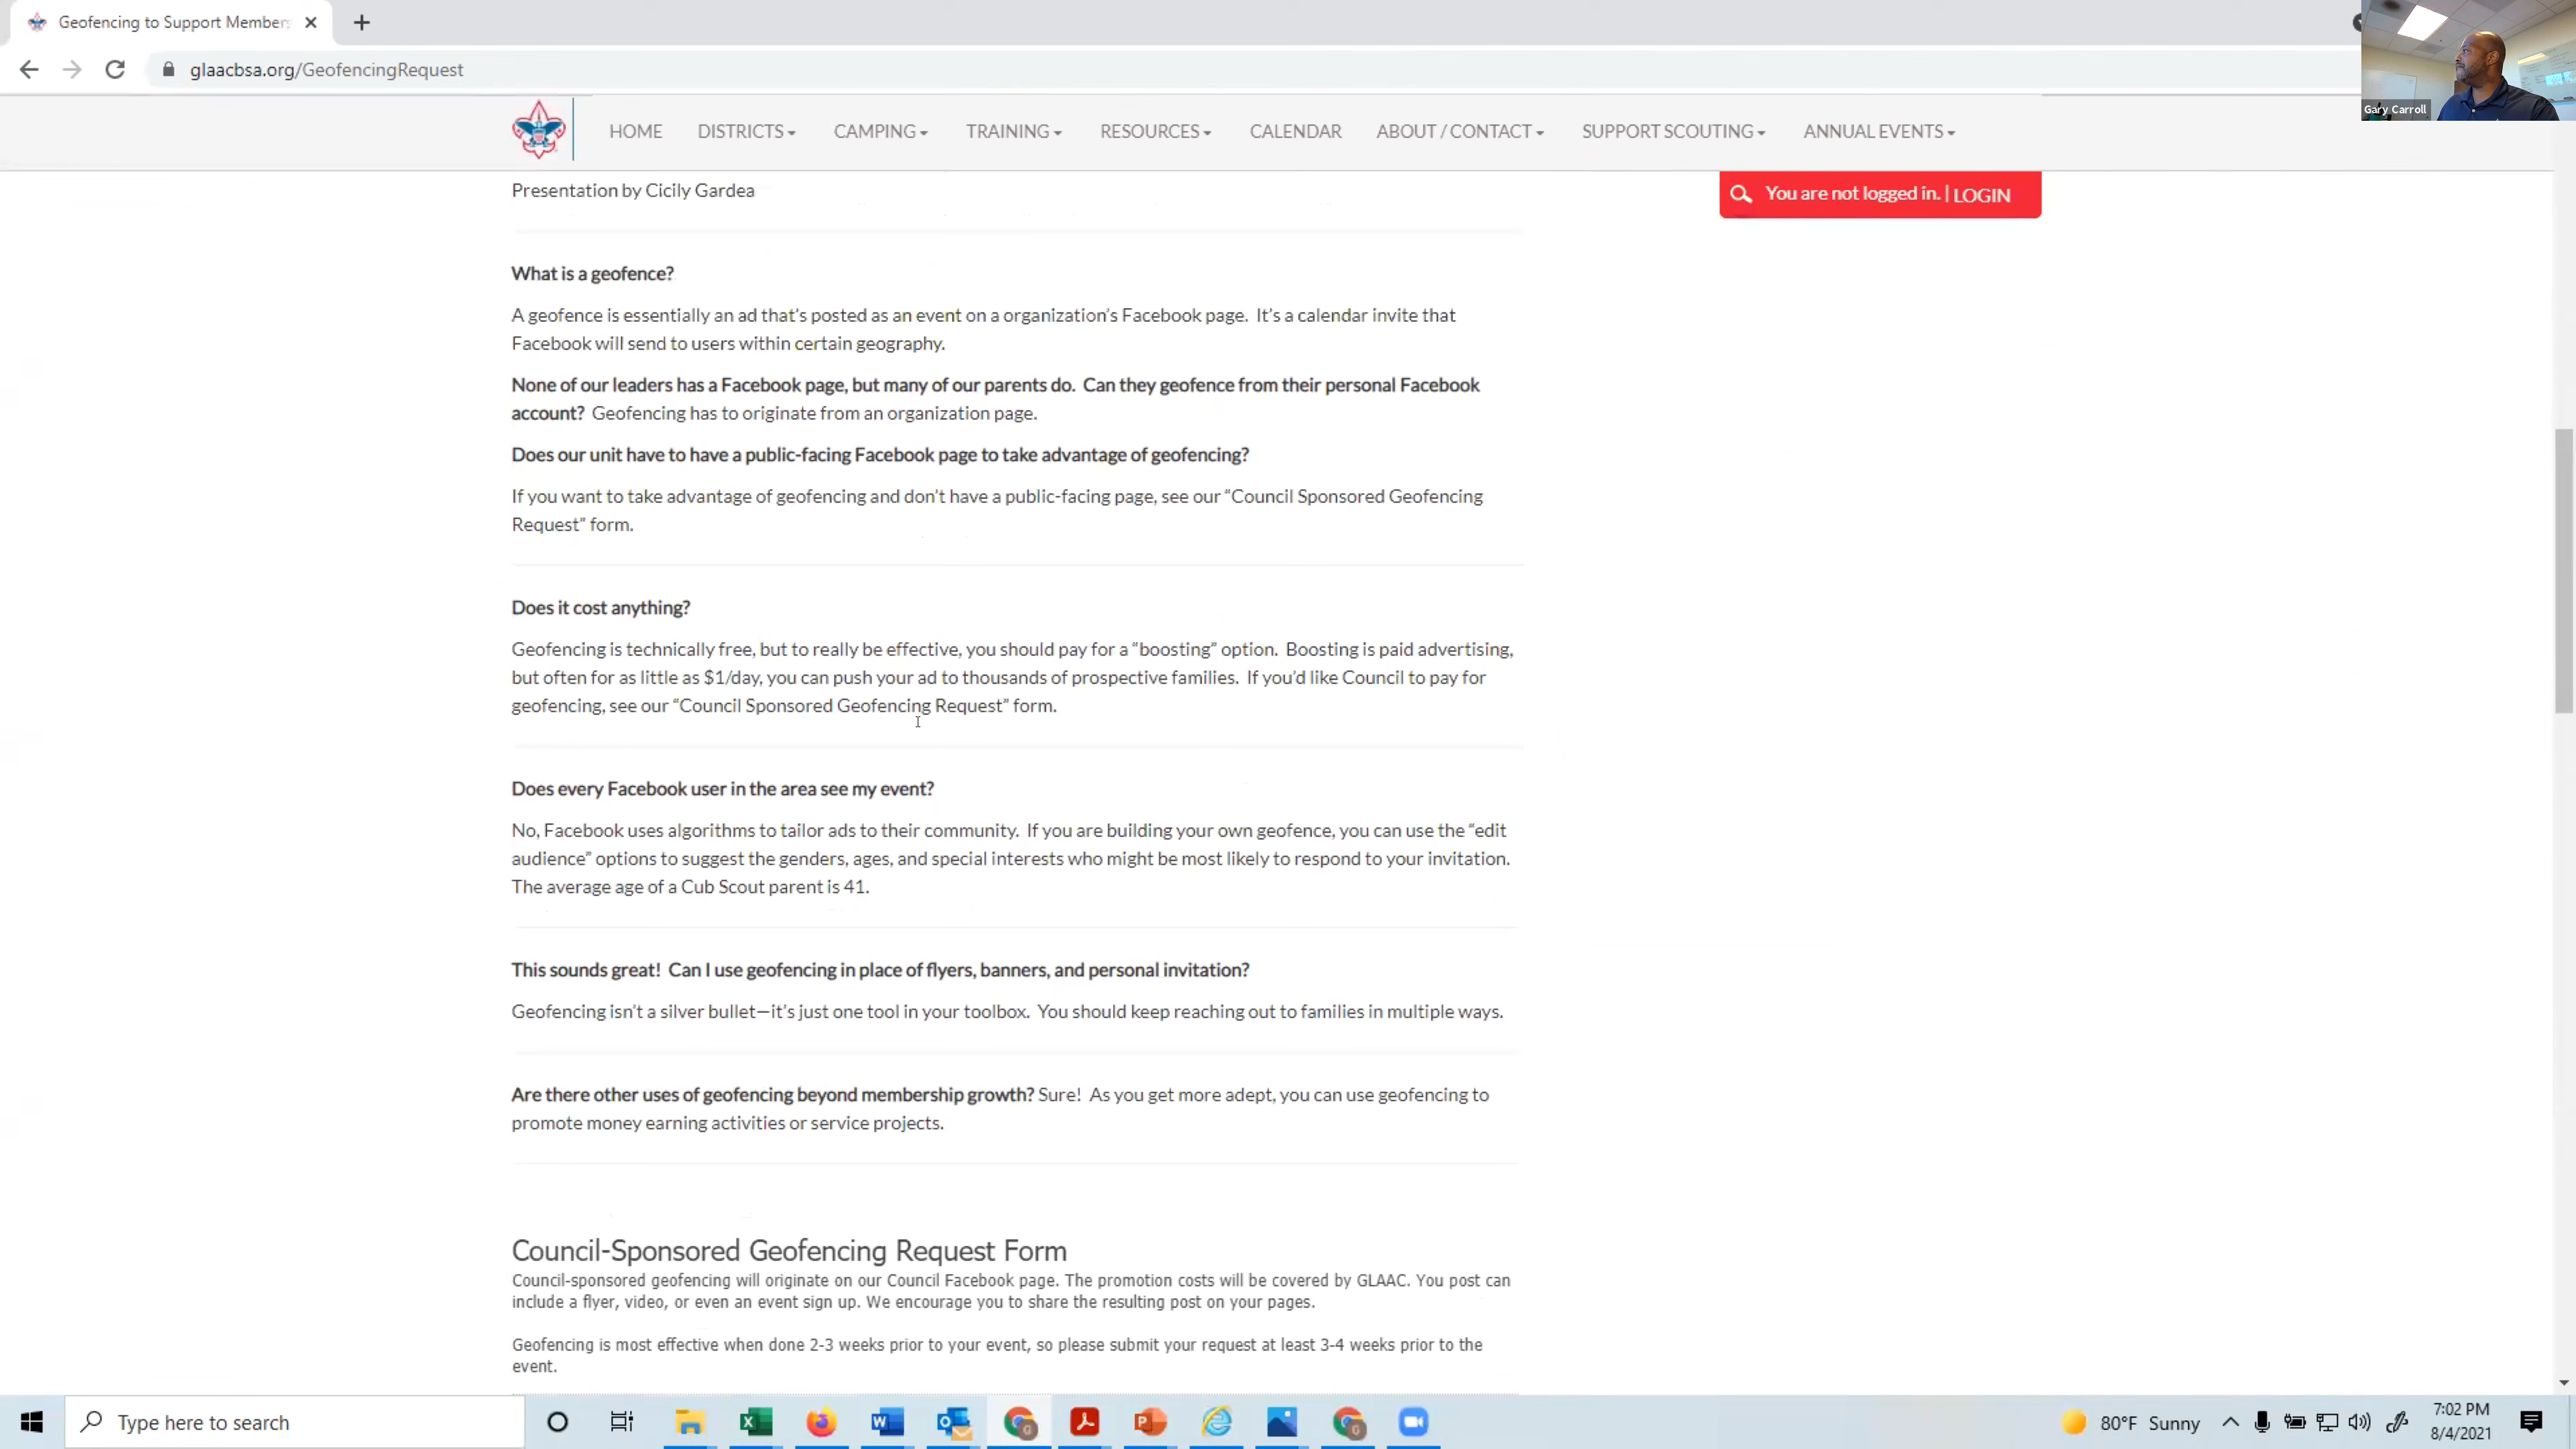 Geofencing to Support Member
glaacbsa.org/GeofencingRequest
Gary Carroll
HOME DISTRICTS CAMPING TRAINING RESOURCES CALENDAR ABOUT / CONTACT SUPPORT SCOUTING ANNUAL EVENTS
You are not logged in. | LOGIN
Presentation by Cicily Gardea
What is a geofence?
A geofence is essentially an ad that’s posted as an event on a organization’s Facebook page. It’s a calendar invite that
Facebook will send to users within certain geography.
None of our leaders has a Facebook page, but many of our parents do. Can they geofence from their personal Facebook
account? Geofencing has to originate from an organization page.
Does our unit have to have a public-facing Facebook page to take advantage of geofencing?
If you want to take advantage of geofencing and don’t have a public-facing page, see our “Council Sponsored Geofencing
Request” form.
Does it cost anything?
Geofencing is technically free, but to really be effective, you should pay for a “boosting” option. Boosting is paid advertising,
but often for as little as $1/day, you can push your ad to thousands of prospective families. If you’d like Council to pay for
geofencing, see our “Council Sponsored Geofencing Request” form.
Does every Facebook user in the area see my event?
No, Facebook uses algorithms to tailor ads to their community. If you are building your own geofence, you can use the “edit
audience” options to suggest the genders, ages, and special interests who might be most likely to respond to your invitation.
The average age of a Cub Scout parent is 41.
This sounds great! Can I use geofencing in place of flyers, banners, and personal invitation?
Geofencing isn’t a silver bullet—it’s just one tool in your toolbox. You should keep reaching out to families in multiple ways.
Are there other uses of geofencing beyond membership growth? Sure! As you get more adept, you can use geofencing to
promote money earning activities or service projects.
Council-Sponsored Geofencing Request Form
Council-sponsored geofencing will originate on our Council Facebook page. The promotion costs will be covered by GLAAC. You post can
include a flyer, video, or even an event sign up. We encourage you to share the resulting post on your pages.
Geofencing is most effective when done 2-3 weeks prior to your event, so please submit your request at least 3-4 weeks prior to the
event.
Type here to search
80°F Sunny
7:02 PM
8/4/2021